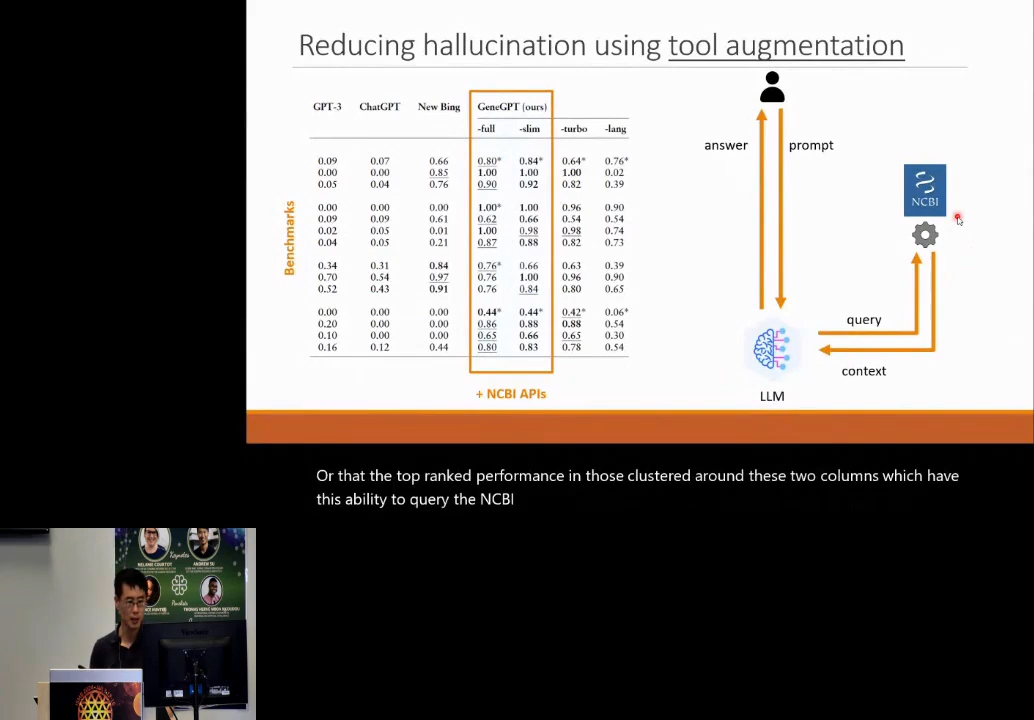 Reducing hallucination using tool augmentation
GPT-3 ChatGPT New Bing GeneGPT (ours)
-full -slim -turbo -lang
0.09 0.07 0.66 0.80* 0.84* 0.64* 0.76*
0.00 0.00 0.85 1.00 1.00 1.00 0.02
0.05 0.04 0.76 0.90 0.92 0.82 0.39
0.00 0.00 0.00 1.00* 1.00 0.96 0.90
0.09 0.09 0.61 0.62 0.66 0.54 0.54
0.02 0.05 0.01 1.00 0.98 0.98 0.74
0.04 0.05 0.21 0.87 0.88 0.82 0.73
0.34 0.31 0.84 0.76* 0.66 0.63 0.39
0.70 0.54 0.97 0.76 1.00 0.96 0.90
0.52 0.43 0.91 0.76 0.84 0.80 0.65
0.00 0.00 0.00 0.44* 0.44* 0.42* 0.06*
0.20 0.00 0.00 0.86 0.88 0.88 0.54
0.10 0.00 0.00 0.65 0.66 0.65 0.30
0.16 0.12 0.44 0.80 0.83 0.78 0.54
Benchmarks
+ NCBI APIs
answer
prompt
NCBI
query
context
LLM
Or that the top ranked performance in those clustered around these two columns which have
this ability to query the NCBI
Keynotes
MELANIE COURTOT
ANDREW SU
Panelists